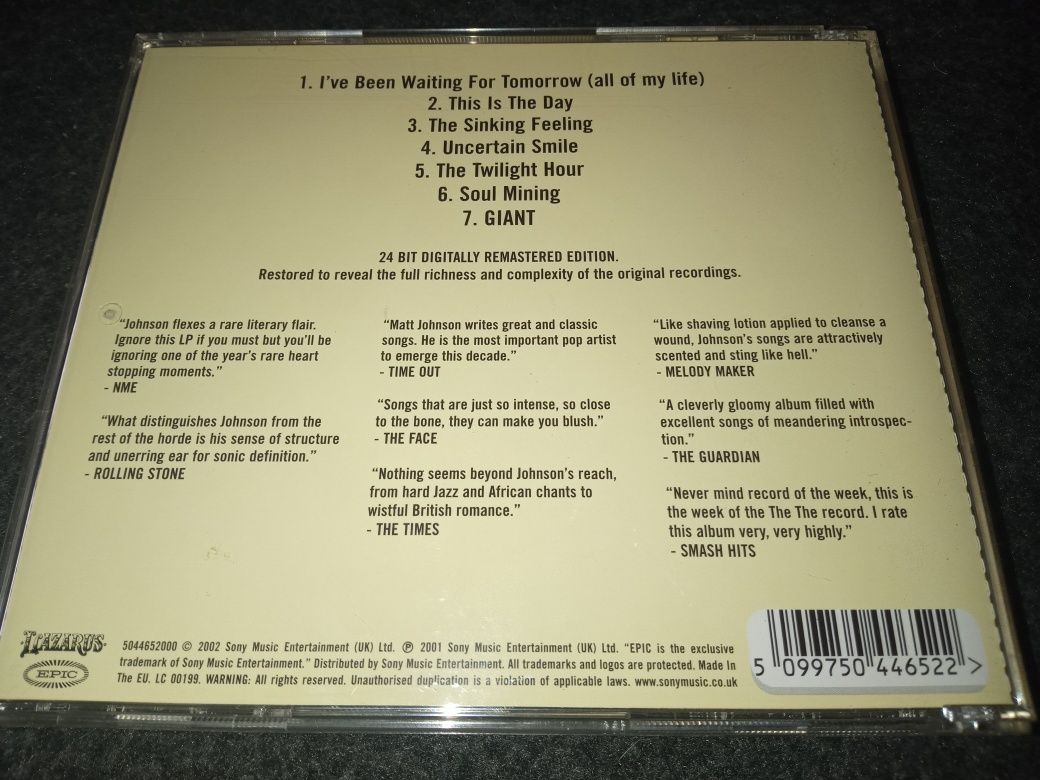 1. I've Been Waiting For Tomorrow (all of my life)
2. This Is The Day
3. The Sinking Feeling
4. Uncertain Smile
5. The Twilight Hour
6. Soul Mining
7. GIANT
24 BIT DIGITALLY REMASTERED EDITION.
Restored to reveal the full richness and complexity of the original recordings.
"Johnson flexes a rare literary flair.
Ignore this LP if you must but you'll be
ignoring one of the year's rare heart
stopping moments."
- NME
"What distinguishes Johnson from the
rest of the horde is his sense of structure
and unerring ear for sonic definition."
- ROLLING STONE
"Matt Johnson writes great and classic
songs. He is the most important pop artist
to emerge this decade."
- TIME OUT
"Songs that are just so intense, so close
to the bone, they can make you blush."
- THE FACE
"Nothing seems beyond Johnson's reach,
from hard Jazz and African chants to
wistful British romance."
- THE TIMES
"Like shaving lotion applied to cleanse a
wound, Johnson's songs are attractively
scented and sting like hell."
- MELODY MAKER
"A cleverly gloomy album filled with
excellent songs of meandering introspec-
tion."
- THE GUARDIAN
"Never mind record of the week, this is
the week of the The The record. I rate
this album very, very highly."
- SMASH HITS
LAZARUS
EPIC
5044652000 © 2002 Sony Music Entertainment (UK) Ltd. ℗ 2001 Sony Music Entertainment (UK) Ltd. "EPIC is the exclusive
trademark of Sony Music Entertainment." Distributed by Sony Music Entertainment. All trademarks and logos are protected. Made In
The EU. LC 00199. WARNING: All rights reserved. Unauthorised duplication is a violation of applicable laws. www.sonymusic.co.uk
5 099750 446522 >